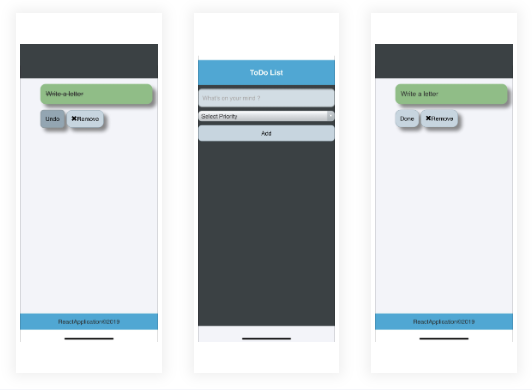 Write a letter
Undo ✖Remove
ReactApplication©2019
ToDo List
What's on your mind ?
Select Priority
Add
Write a letter
Done ✖Remove
ReactApplication©2019